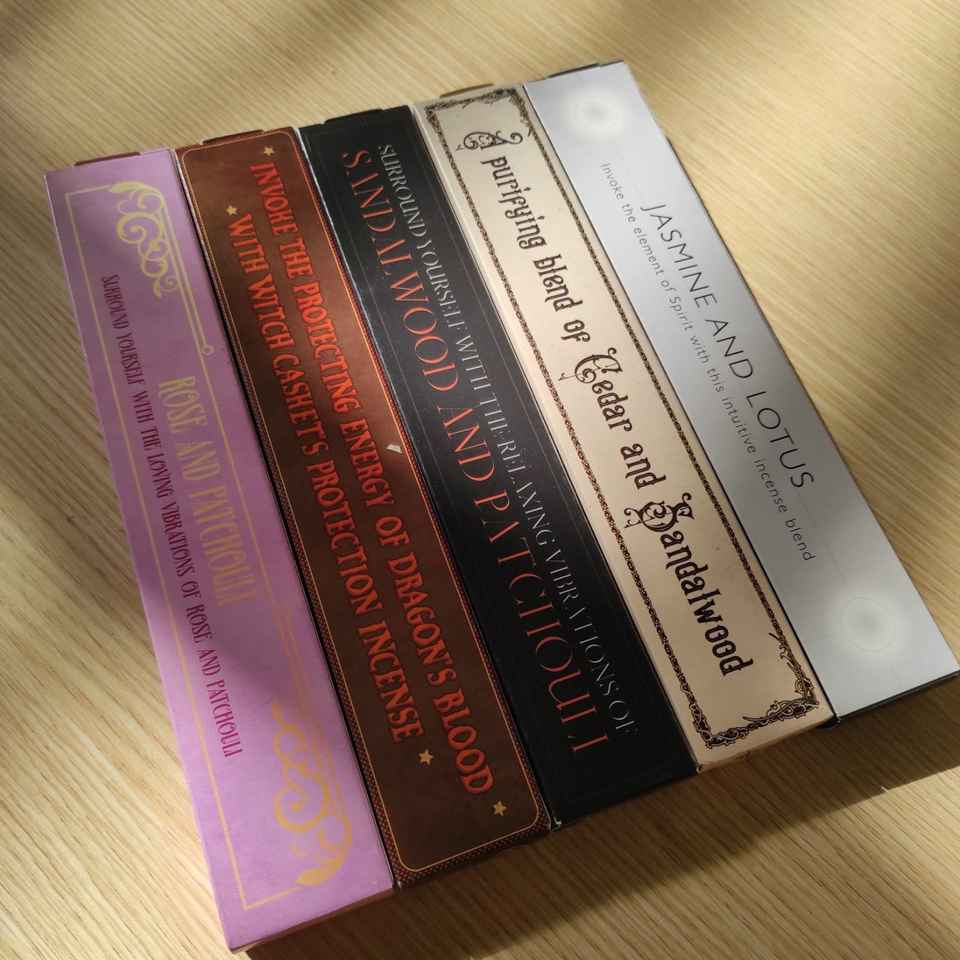 ROSE AND PATCHOULI
SURROUND YOURSELF WITH THE LOVING VIBRATIONS OF ROSE AND PATCHOULI
INVOKE THE PROTECTING ENERGY OF DRAGON'S BLOOD
WITH WITCH CASKET'S PROTECTION INCENSE
SURROUND YOURSELF WITH THE RELAXING VIBRATIONS OF
SANDALWOOD AND PATCHOULI
A purifying blend of Cedar and Sandalwood
JASMINE AND LOTUS
Invoke the element of Spirit with this intuitive incense blend